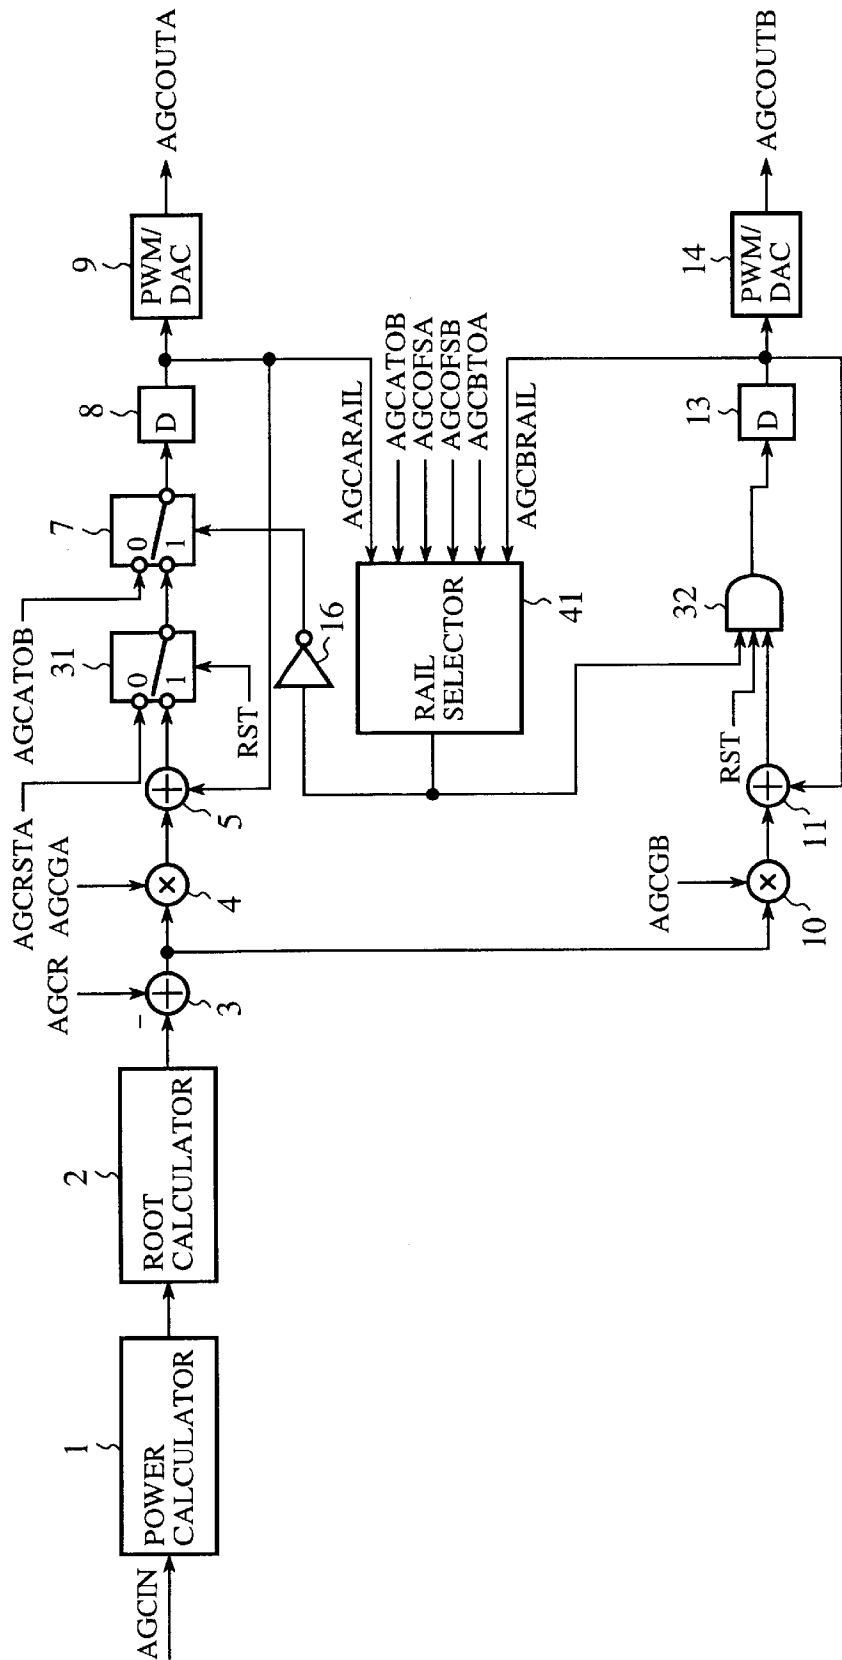 AGCIN
1
POWER
CALCULATOR
2
ROOT
CALCULATOR
AGCR
-
3
AGCRSTA
AGCGA
4
5
AGCATOB
31
0
1
RST
7
0
1
8
D
9
PWM/
DAC
AGCOUTA
16
RAIL
SELECTOR
41
AGCARAIL
AGCATOB
AGCOFSA
AGCOFSB
AGCBTOA
AGCBRAIL
AGCGB
10
11
RST
32
13
D
14
PWM/
DAC
AGCOUTB